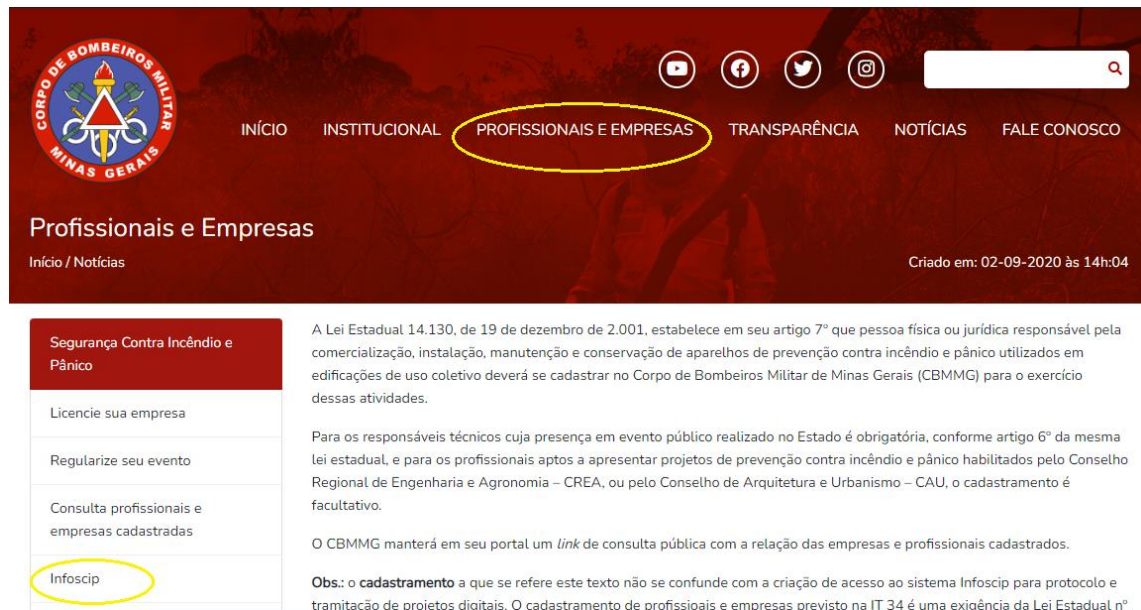 CORPO DE BOMBEIROS MILITAR
MINAS GERAIS
INÍCIO INSTITUCIONAL PROFISSIONAIS E EMPRESAS TRANSPARÊNCIA NOTÍCIAS FALE CONOSCO
Profissionais e Empresas
Início / Notícias
Criado em: 02-09-2020 às 14h:04
Segurança Contra Incêndio e
Pânico
Licencie sua empresa
Regularize seu evento
Consulta profissionais e
empresas cadastradas
Infoscip
A Lei Estadual 14.130, de 19 de dezembro de 2.001, estabelece em seu artigo 7º que pessoa física ou jurídica responsável pela
comercialização, instalação, manutenção e conservação de aparelhos de prevenção contra incêndio e pânico utilizados em
edificações de uso coletivo deverá se cadastrar no Corpo de Bombeiros Militar de Minas Gerais (CBMMG) para o exercício
dessas atividades.
Para os responsáveis técnicos cuja presença em evento público realizado no Estado é obrigatória, conforme artigo 6º da mesma
lei estadual, e para os profissionais aptos a apresentar projetos de prevenção contra incêndio e pânico habilitados pelo Conselho
Regional de Engenharia e Agronomia – CREA, ou pelo Conselho de Arquitetura e Urbanismo – CAU, o cadastramento é
facultativo.
O CBMMG manterá em seu portal um link de consulta pública com a relação das empresas e profissionais cadastrados.
Obs.: o cadastramento a que se refere este texto não se confunde com a criação de acesso ao sistema Infoscip para protocolo e
tramitação de projetos digitais. O cadastramento de profissioais e empresas previsto na IT 34 é uma exigência da Lei Estadual nº